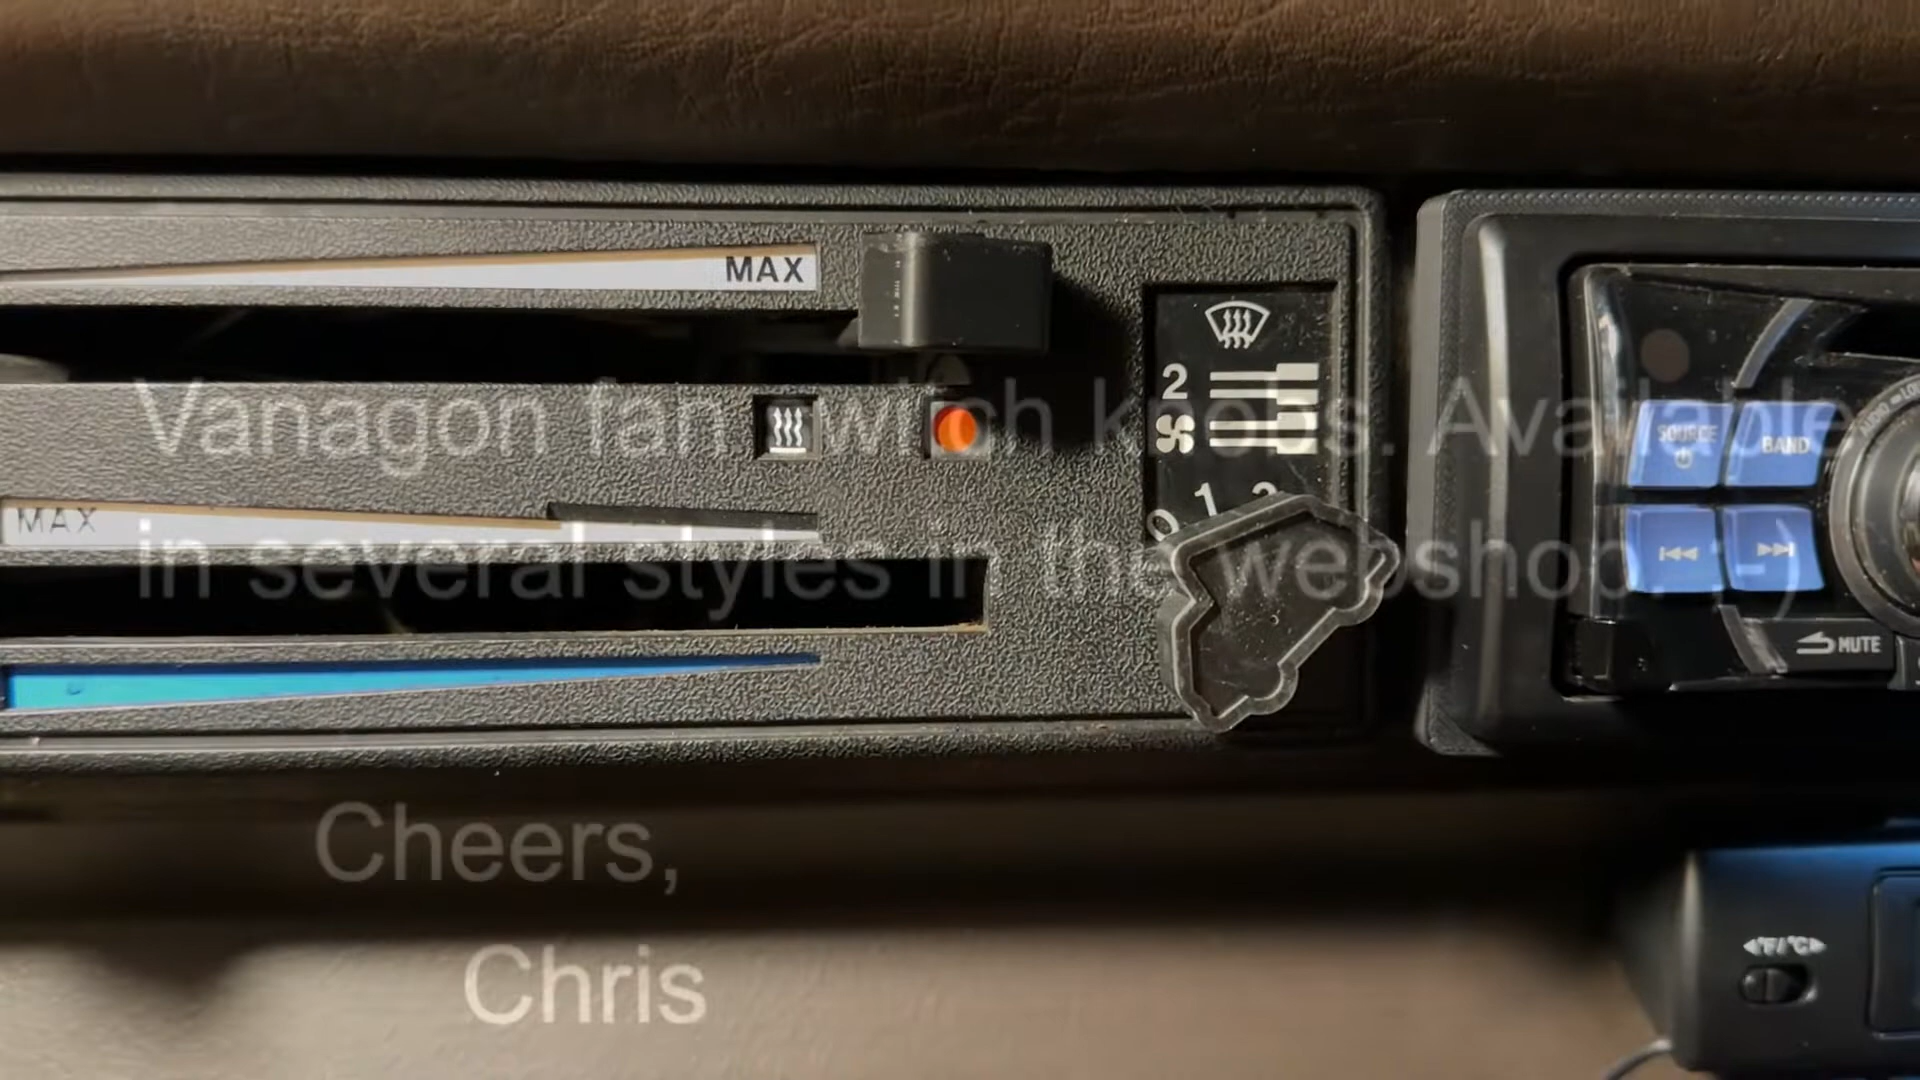 MAX
2
SOURCE
BAND
Vanagon fan switch knobs. Available
1 2
0
MAX
in several styles in the webshop. :-)
MUTE
Cheers,
°F/°C
Chris